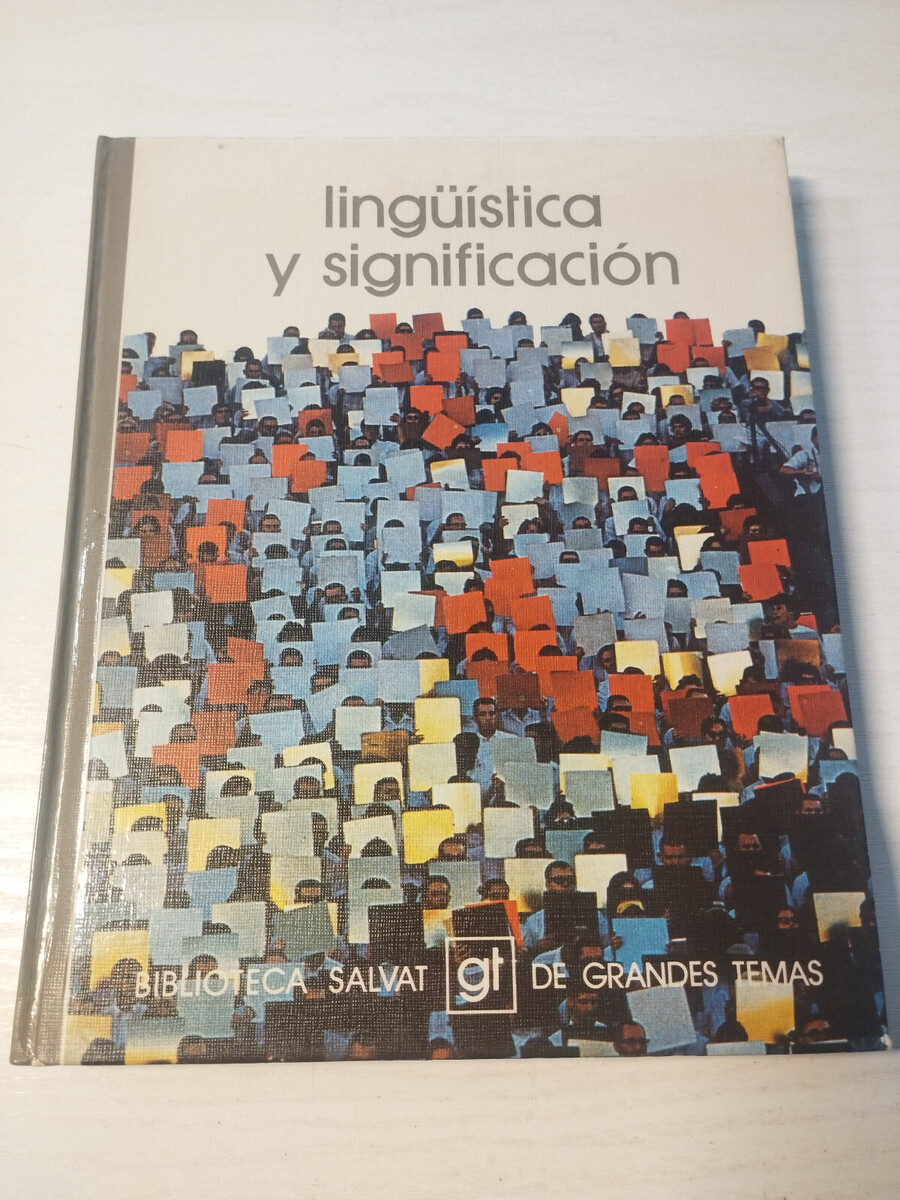 lingüística
y significación
BIBLIOTECA SALVAT gt DE GRANDES TEMAS